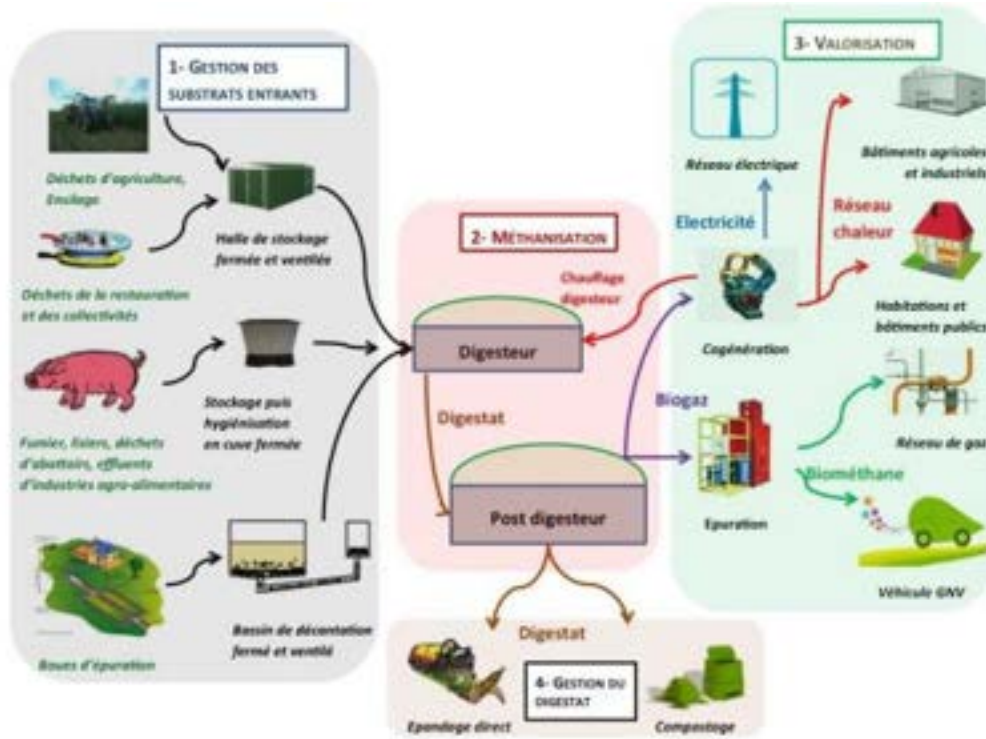 1- GESTION DES
SUBSTRATS ENTRANTS
Déchets d'agriculture,
Ensilage
Halle de stockage
fermée et ventilée
Déchets de la restauration
et des collectivités
Stockage puis
hygiénisation
en cuve fermée
Fumier, lisiers, déchets
d'abattoirs, effluents
d'industries agro-alimentaires
Bassin de décantation
fermé et ventilé
Boues d'épuration
2- MÉTHANISATION
Chauffage
digesteur
Digesteur
Digestat
Post digesteur
3- VALORISATION
Réseau électrique
Bâtiments agricoles
et industriels
Electricité
Réseau
chaleur
Cogénération
Habitations et
bâtiments publics
Biogaz
Réseau de gaz
Epuration
Biométhane
Véhicule GNV
Digestat
4- GESTION DU
DIGESTAT
Epandage direct
Compostage